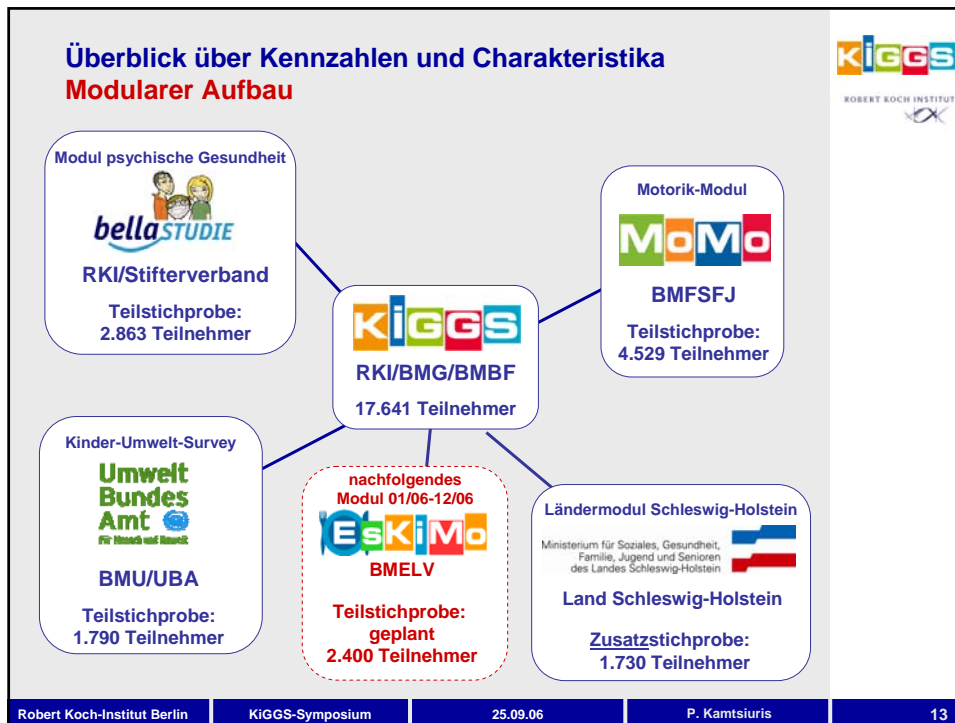 Überblick über Kennzahlen und Charakteristika
Modularer Aufbau
KiGGS
ROBERT KOCH INSTITUT
Modul psychische Gesundheit
bella STUDIE
RKI/Stifterverband
Teilstichprobe:
2.863 Teilnehmer
Motorik-Modul
MoMo
BMFSFJ
Teilstichprobe:
4.529 Teilnehmer
KiGGS
RKI/BMG/BMBF
17.641 Teilnehmer
Kinder-Umwelt-Survey
Umwelt
Bundes
Amt
Für Mensch und Umwelt
BMU/UBA
Teilstichprobe:
1.790 Teilnehmer
nachfolgendes
Modul 01/06-12/06
EsKiMo
BMELV
Teilstichprobe:
geplant
2.400 Teilnehmer
Ländermodul Schleswig-Holstein
Ministerium für Soziales, Gesundheit,
Familie, Jugend und Senioren
des Landes Schleswig-Holstein
Land Schleswig-Holstein
Zusatzstichprobe:
1.730 Teilnehmer
Robert Koch-Institut Berlin KiGGS-Symposium 25.09.06 P. Kamtsiuris 13